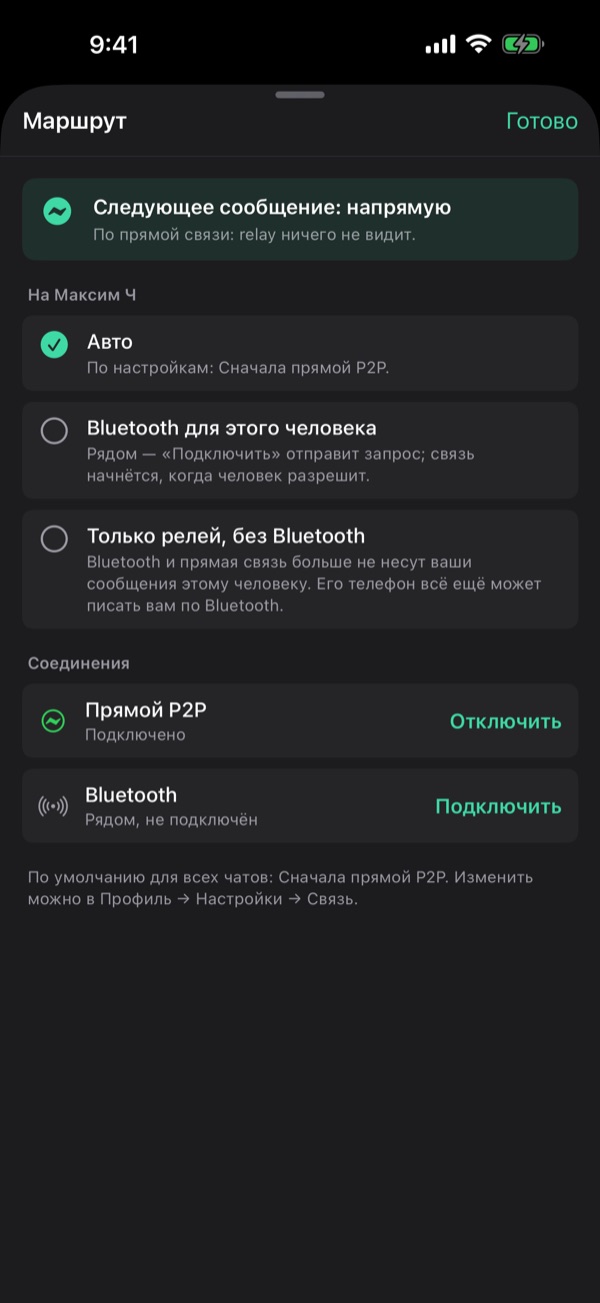 9:41
Маршрут
Готово
Следующее сообщение: напрямую
По прямой связи: relay ничего не видит.
На Максим Ч
Авто
По настройкам: Сначала прямой P2P.
Bluetooth для этого человека
Рядом — «Подключить» отправит запрос; связь
начнётся, когда человек разрешит.
Только релей, без Bluetooth
Bluetooth и прямая связь больше не несут ваши
сообщения этому человеку. Его телефон всё ещё может
писать вам по Bluetooth.
Соединения
Прямой P2P
Подключено
Отключить
Bluetooth
Рядом, не подключён
Подключить
По умолчанию для всех чатов: Сначала прямой P2P. Изменить
можно в Профиль → Настройки → Связь.